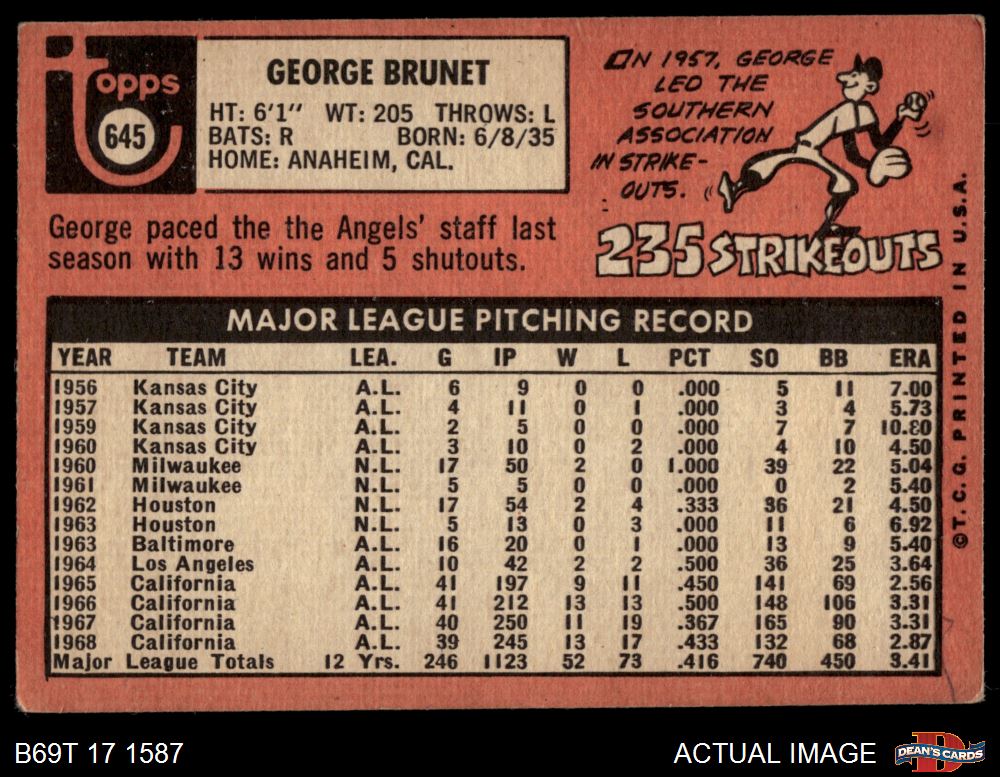 topps
645
GEORGE BRUNET
HT: 6'1" WT: 205 THROWS: L
BATS: R BORN: 6/8/35
HOME: ANAHEIM, CAL.
IN 1957, GEORGE
LED THE
SOUTHERN
ASSOCIATION
IN STRIKE-
OUTS.
235 STRIKEOUTS
George paced the the Angels' staff last
season with 13 wins and 5 shutouts.
MAJOR LEAGUE PITCHING RECORD
YEAR TEAM LEA. G IP W L PCT SO BB ERA
1956 Kansas City A.L. 6 9 0 0 .000 5 11 7.00
1957 Kansas City A.L. 4 11 0 1 .000 3 4 5.73
1959 Kansas City A.L. 2 5 0 0 .000 7 7 10.80
1960 Kansas City A.L. 3 10 0 2 .000 4 10 4.50
1960 Milwaukee N.L. 17 50 2 0 1.000 39 22 5.04
1961 Milwaukee N.L. 5 5 0 0 .000 0 2 5.40
1962 Houston N.L. 17 54 2 4 .333 36 21 4.50
1963 Houston N.L. 5 13 0 3 .000 11 6 6.92
1963 Baltimore A.L. 16 20 0 1 .000 13 9 5.40
1964 Los Angeles A.L. 10 42 2 2 .500 36 25 3.64
1965 California A.L. 41 197 9 11 .450 141 69 2.56
1966 California A.L. 41 212 13 13 .500 148 106 3.31
1967 California A.L. 40 250 11 19 .367 165 90 3.31
1968 California A.L. 39 245 13 17 .433 132 68 2.87
Major League Totals 12 Yrs. 246 1123 52 73 .416 740 450 3.41
©T.C.G. PRINTED IN U.S.A.
B69T 17 1587
ACTUAL IMAGE
D
DEAN'S CARDS